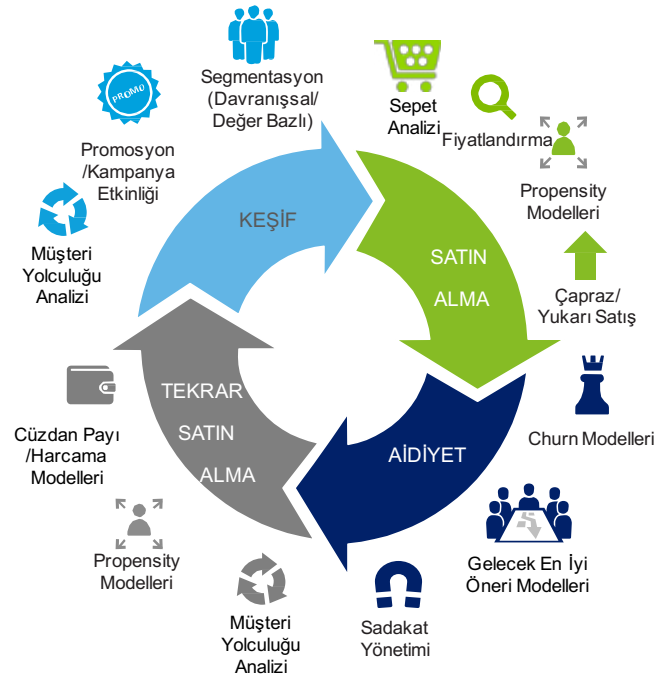 Segmentasyon
(Davranışsal/
Değer Bazlı)
Sepet
Analizi
Fiyatlandırma
PROMO
Promosyon
/Kampanya
Etkinliği
Propensity
Modelleri
KEŞİF
Müşteri
Yolculuğu
Analizi
SATIN
ALMA
Çapraz/
Yukarı Satış
TEKRAR
SATIN
ALMA
Cüzdan Payı
/Harcama
Modelleri
AİDİYET
Churn Modelleri
Propensity
Modelleri
Gelecek En İyi
Öneri Modelleri
Müşteri
Yolculuğu
Analizi
Sadakat
Yönetimi